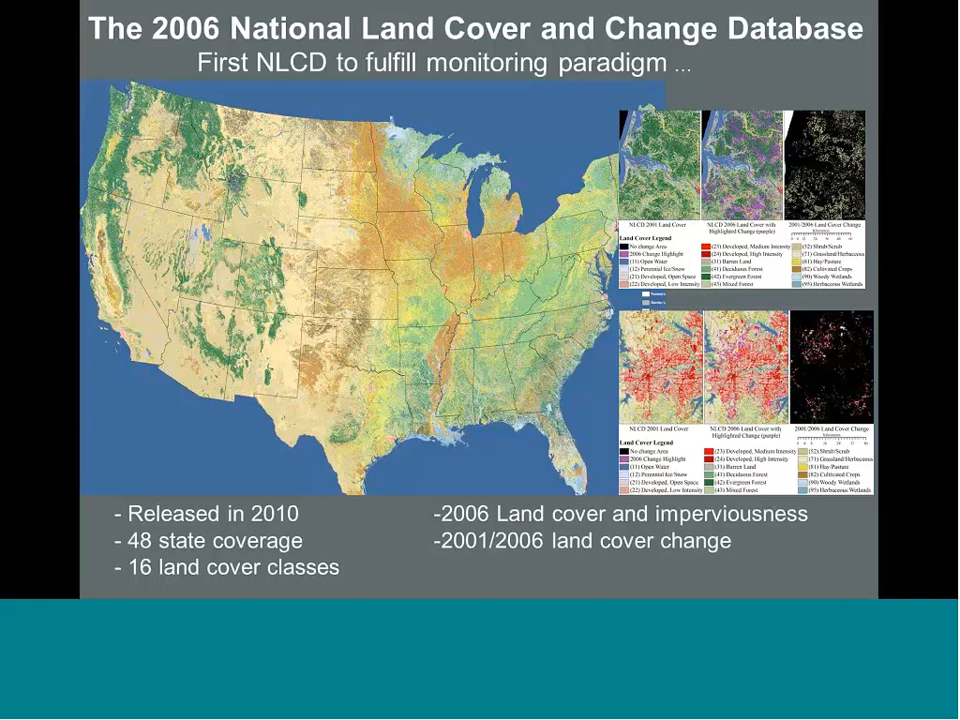 The 2006 National Land Cover and Change Database
First NLCD to fulfill monitoring paradigm ...
NLCD 2001 Land Cover
NLCD 2006 Land Cover with
Highlighted Change (purple)
2001/2006 Land Cover Change
Kilometers
Land Cover Legend
No change Area
2006 Change Highlight
(11) Open Water
(12) Perennial Ice/Snow
(21) Developed, Open Space
(22) Developed, Low Intensity
(23) Developed, Medium Intensity
(24) Developed, High Intensity
(31) Barren Land
(41) Deciduous Forest
(42) Evergreen Forest
(43) Mixed Forest
(52) Shrub/Scrub
(71) Grassland/Herbaceous
(81) Hay/Pasture
(82) Cultivated Crops
(90) Woody Wetlands
(95) Herbaceous Wetlands
NLCD 2001 Land Cover
NLCD 2006 Land Cover with
Highlighted Change (purple)
2001/2006 Land Cover Change
Kilometers
Land Cover Legend
No change Area
2006 Change Highlight
(11) Open Water
(12) Perennial Ice/Snow
(21) Developed, Open Space
(22) Developed, Low Intensity
(23) Developed, Medium Intensity
(24) Developed, High Intensity
(31) Barren Land
(41) Deciduous Forest
(42) Evergreen Forest
(43) Mixed Forest
(52) Shrub/Scrub
(71) Grassland/Herbaceous
(81) Hay/Pasture
(82) Cultivated Crops
(90) Woody Wetlands
(95) Herbaceous Wetlands
- Released in 2010
- 48 state coverage
- 16 land cover classes
-2006 Land cover and imperviousness
-2001/2006 land cover change